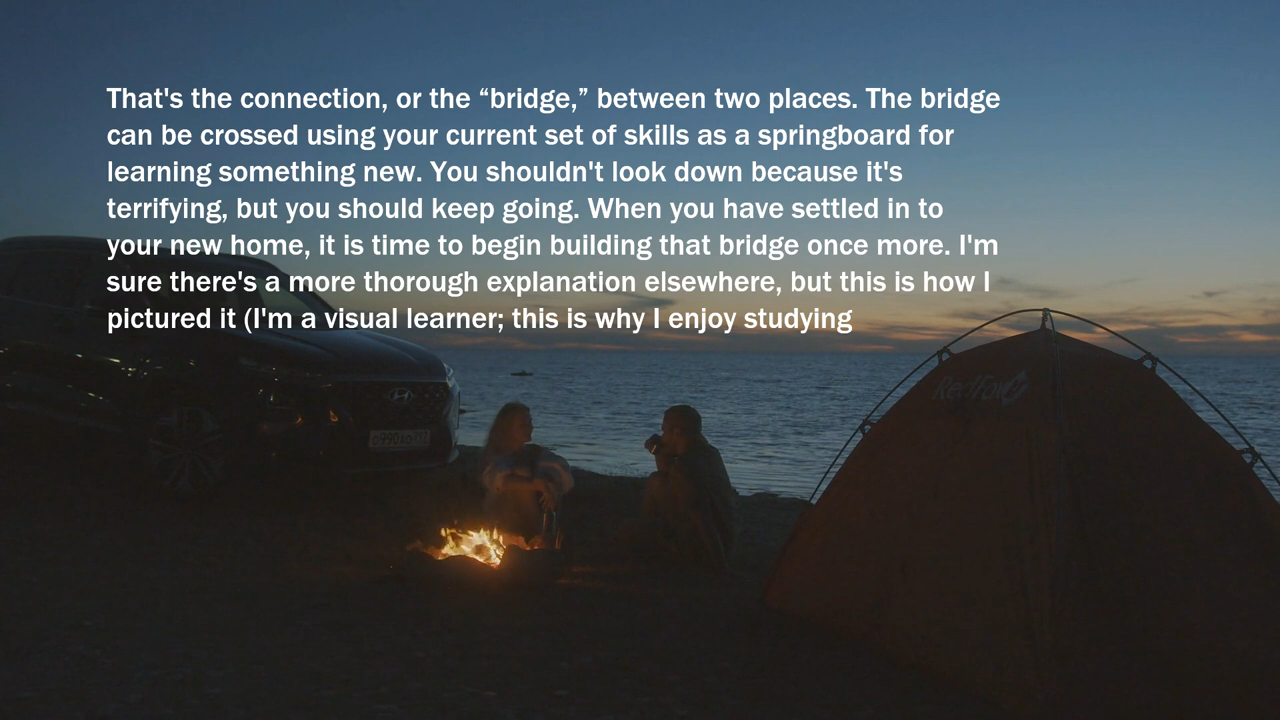 That's the connection, or the “bridge,” between two places. The bridge
can be crossed using your current set of skills as a springboard for
learning something new. You shouldn't look down because it's
terrifying, but you should keep going. When you have settled in to
your new home, it is time to begin building that bridge once more. I'm
sure there's a more thorough explanation elsewhere, but this is how I
pictured it (I'm a visual learner; this is why I enjoy studying
RedFox